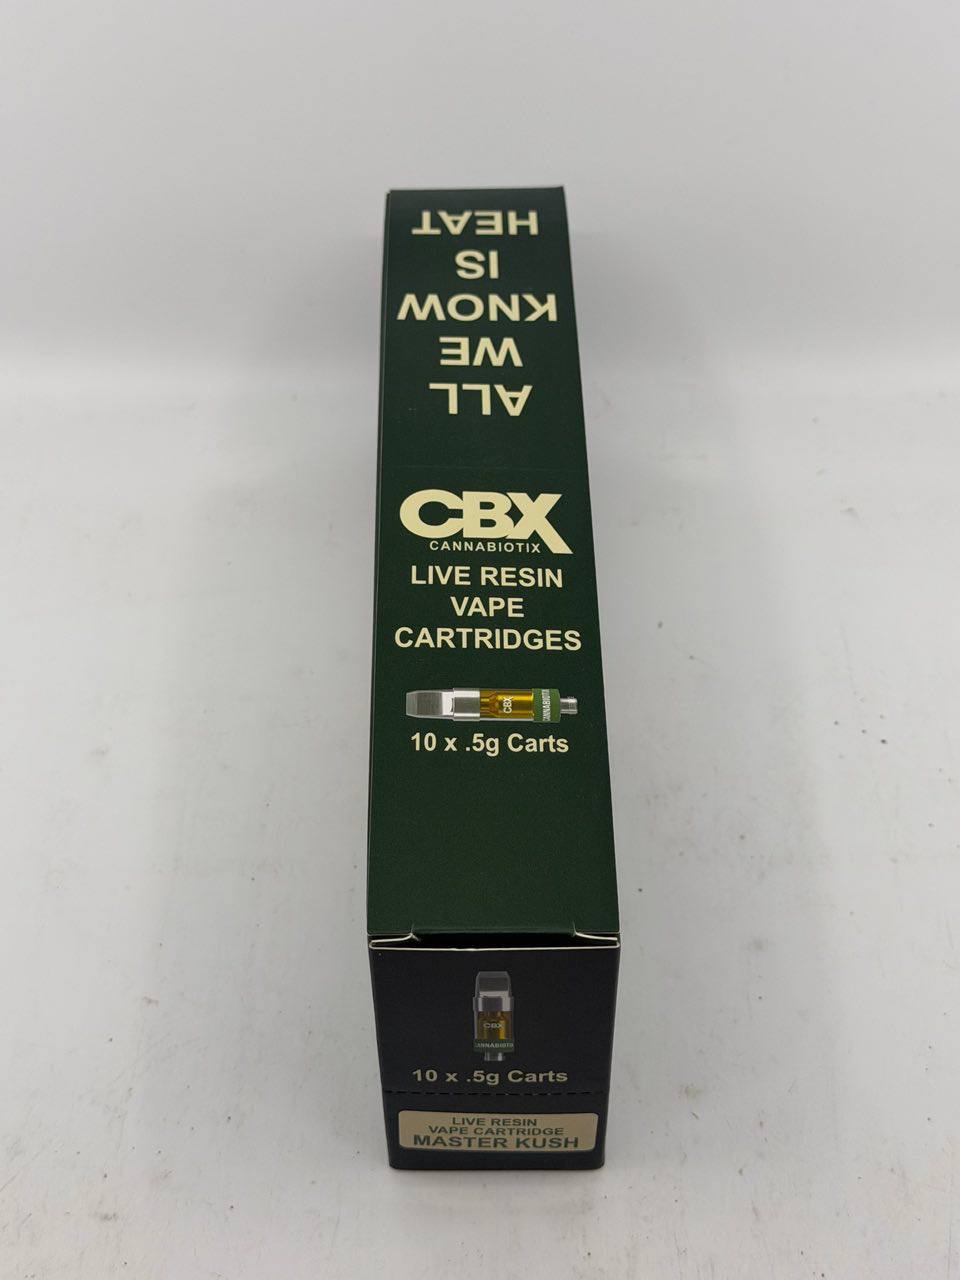 HEAT
IS
KNOW
WE
ALL
CBX
CANNABIOTIX
LIVE RESIN
VAPE
CARTRIDGES
CBX
CANNABIOTIX
10 x .5g Carts
CBX
CANNABIOTIX
10 x .5g Carts
LIVE RESIN
VAPE CARTRIDGE
MASTER KUSH